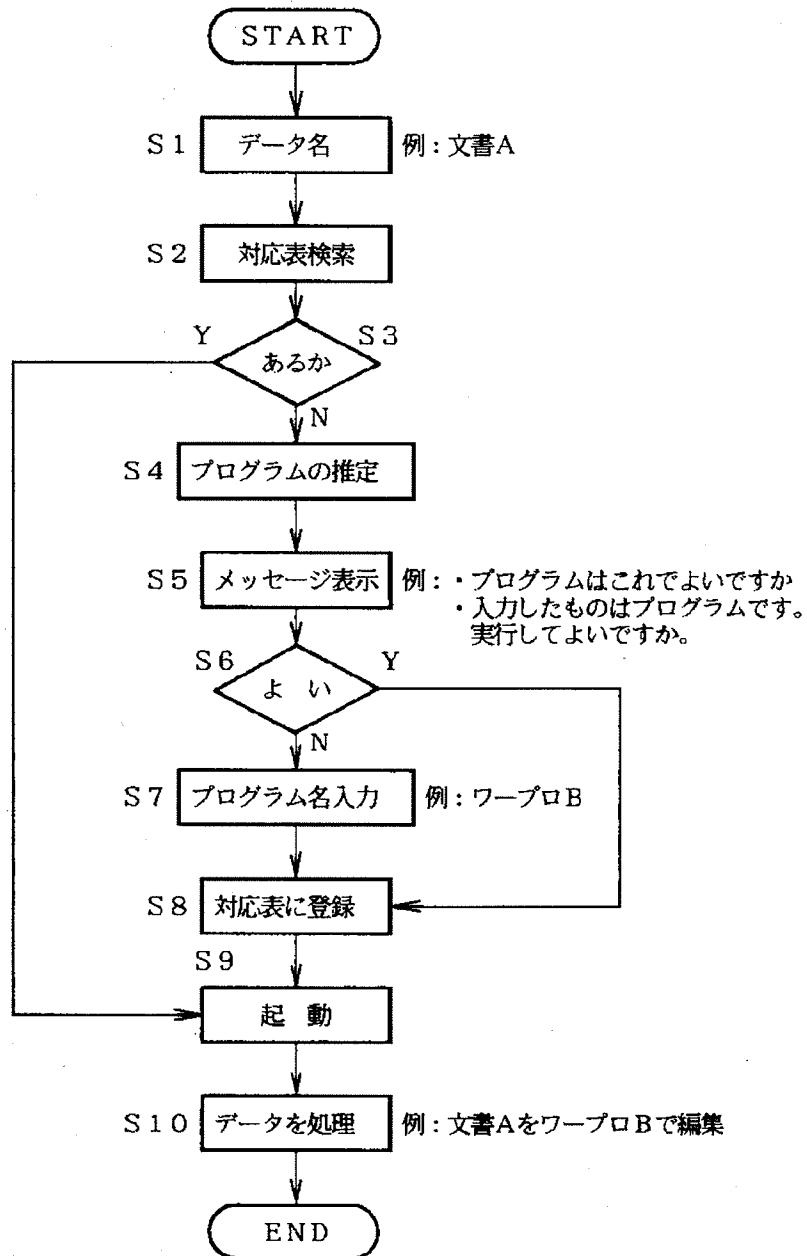 START
S1 データ名 例：文書A
S2 対応表検索
Y S3
あるか
N
S4 プログラムの推定
S5 メッセージ表示 例：・プログラムはこれでよいですか
・入力したものはプログラムです。
実行してよいですか。
S6 Y
よい
N
S7 プログラム名入力 例：ワープロB
S8 対応表に登録
S9
起動
S10 データを処理 例：文書AをワープロBで編集
END